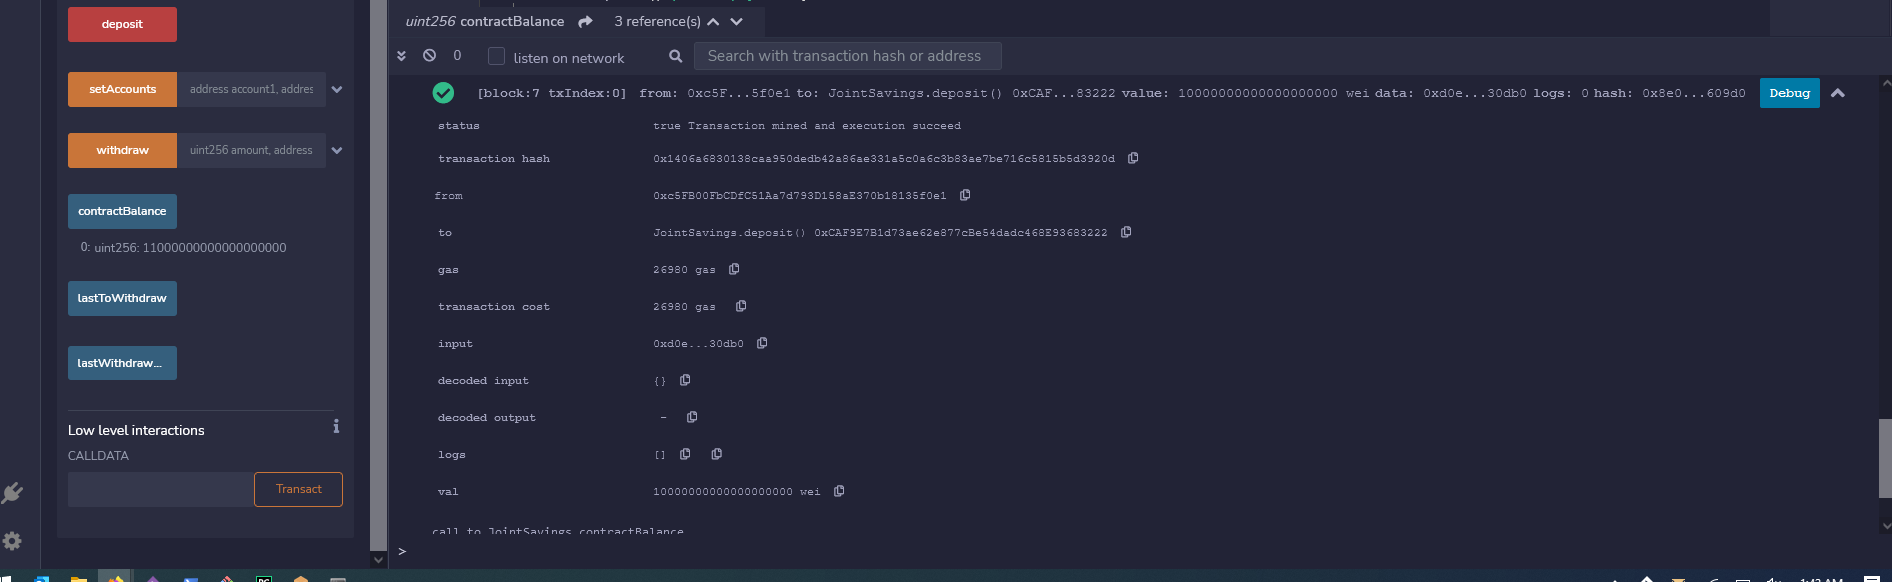 deposit
setAccounts address account1, addres
withdraw uint256 amount, address
contractBalance
0: uint256: 11000000000000000000
lastToWithdraw
lastWithdraw...
Low level interactions
CALLDATA
Transact
uint256 contractBalance 3 reference(s)
0 listen on network Search with transaction hash or address
[block:7 txIndex:0] from: 0xc5F...5f0e1 to: JointSavings.deposit() 0xCAF...83222 value: 10000000000000000000 wei data: 0xd0e...30db0 logs: 0 hash: 0x8e0...609d0 Debug
status true Transaction mined and execution succeed
transaction hash 0x1406a6830138caa950dedb42a86ae331a5c0a6c3b83ae7be716c5815b5d3920d
from 0xc5FB00FbCDfC51Aa7d793D158aE370b18135f0e1
to JointSavings.deposit() 0xCAF9E7B1d73ae62e877cBe54dadc468E93683222
gas 26980 gas
transaction cost 26980 gas
input 0xd0e...30db0
decoded input {}
decoded output -
logs []
val 10000000000000000000 wei
call to JointSavings.contractBalance
>